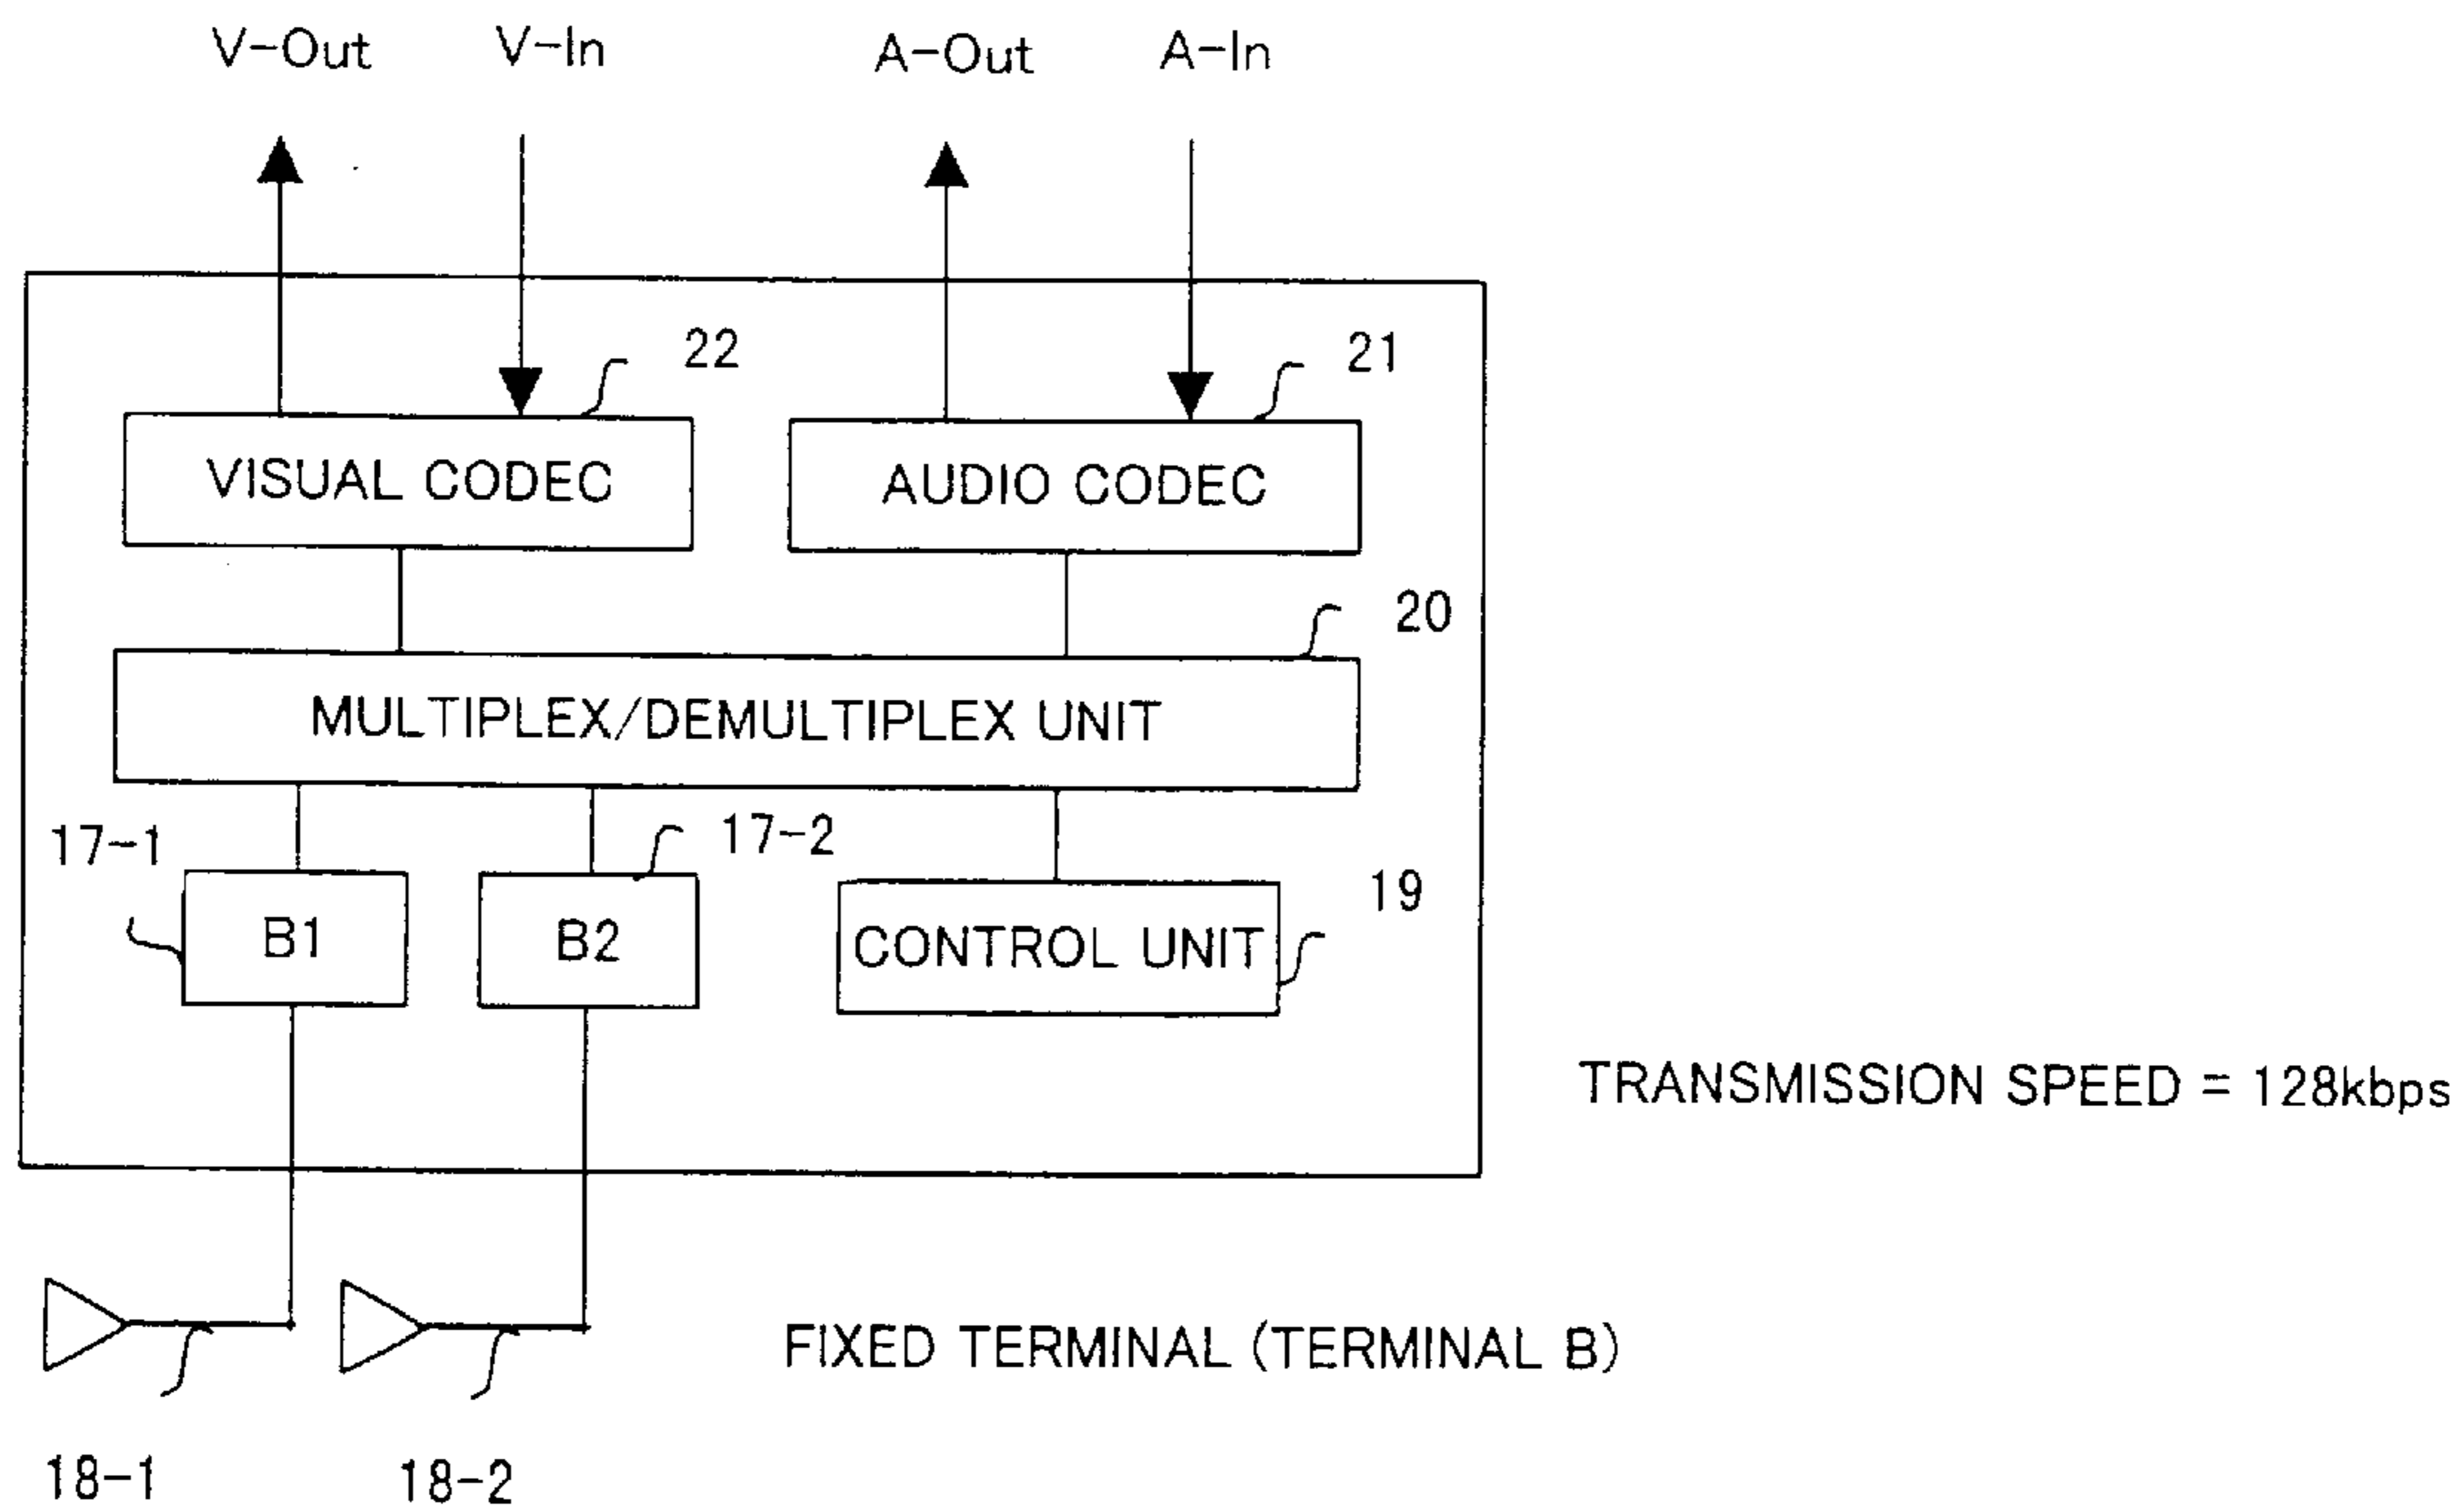 V-Out V-In A-Out A-In
22 21
VISUAL CODEC AUDIO CODEC
20
MULTIPLEX/DEMULTIPLEX UNIT
17-1 17-2
19
B1 B2 CONTROL UNIT
TRANSMISSION SPEED = 128kbps
FIXED TERMINAL (TERMINAL B)
18-1 18-2